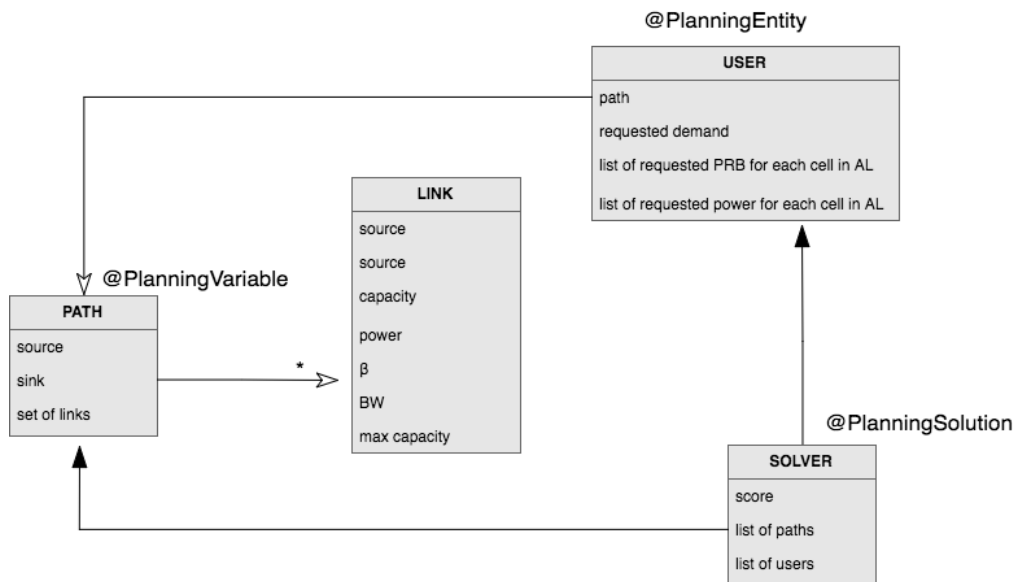 @PlanningEntity
USER
path
requested demand
list of requested PRB for each cell in AL
list of requested power for each cell in AL
LINK
source
source
capacity
power
β
BW
max capacity
@PlanningVariable
PATH
source
sink
set of links
*
@PlanningSolution
SOLVER
score
list of paths
list of users